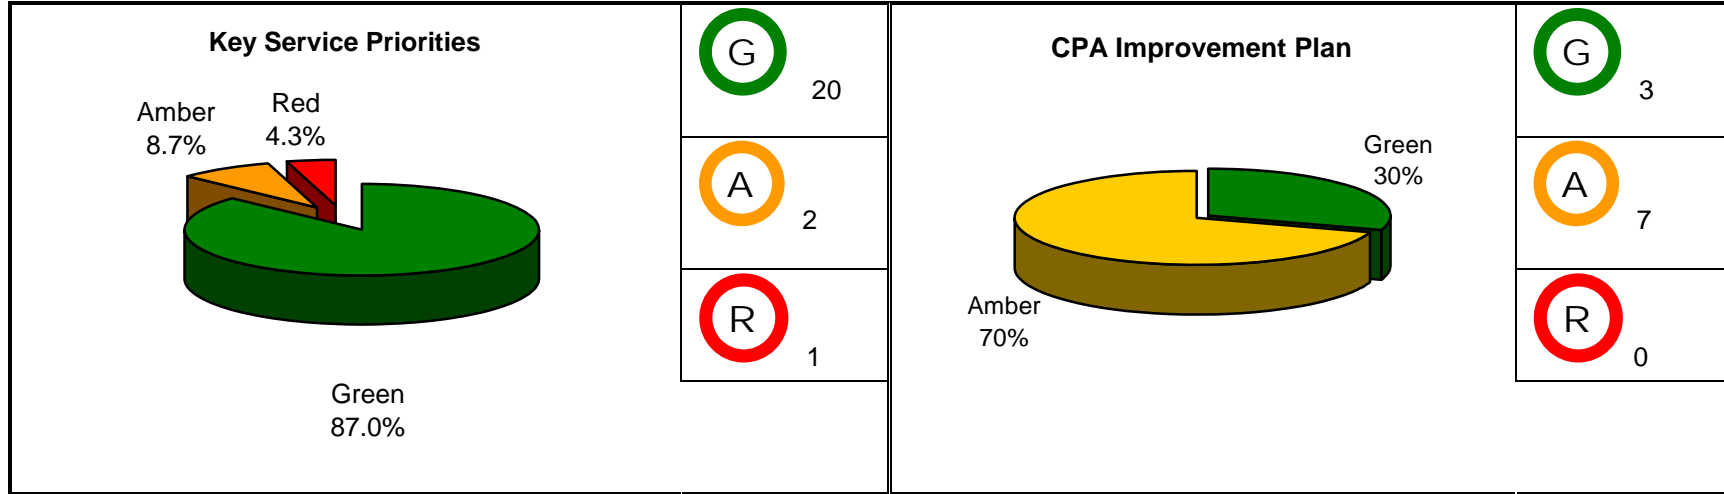 Key Service Priorities
Amber
8.7%
Red
4.3%
Green
87.0%
G
20
A
2
R
1
CPA Improvement Plan
Green
30%
Amber
70%
G
3
A
7
R
0